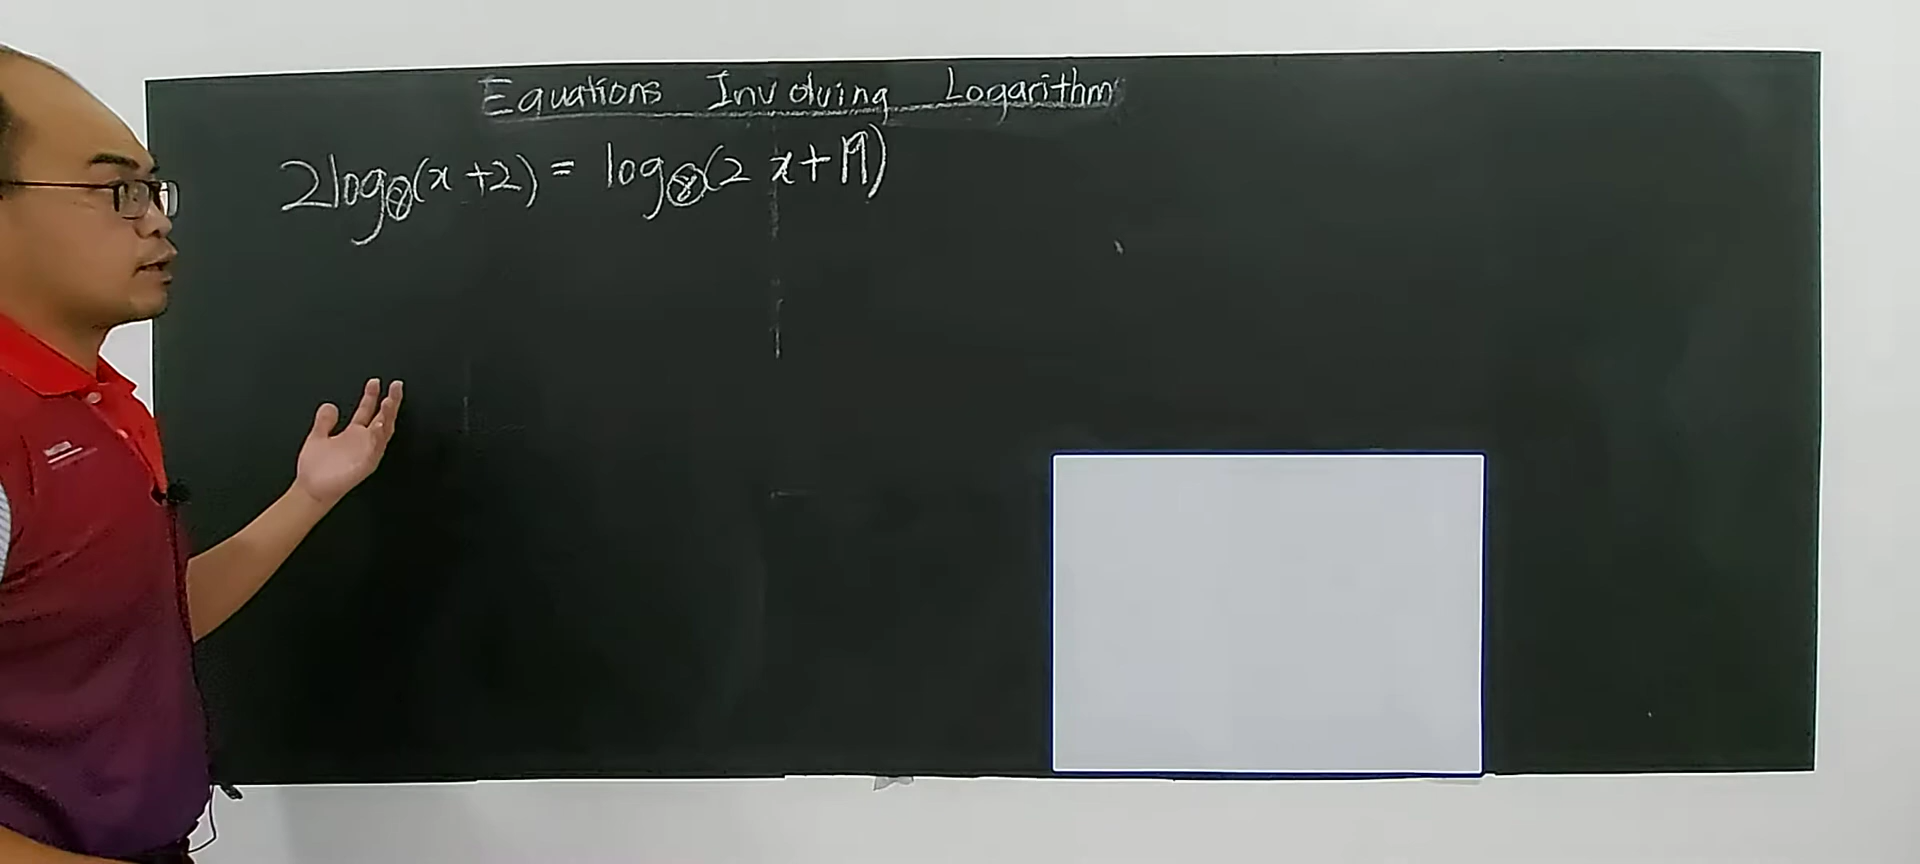 Equations Involving Logarithm
2log₈(x+2) = log₈(2x+19)